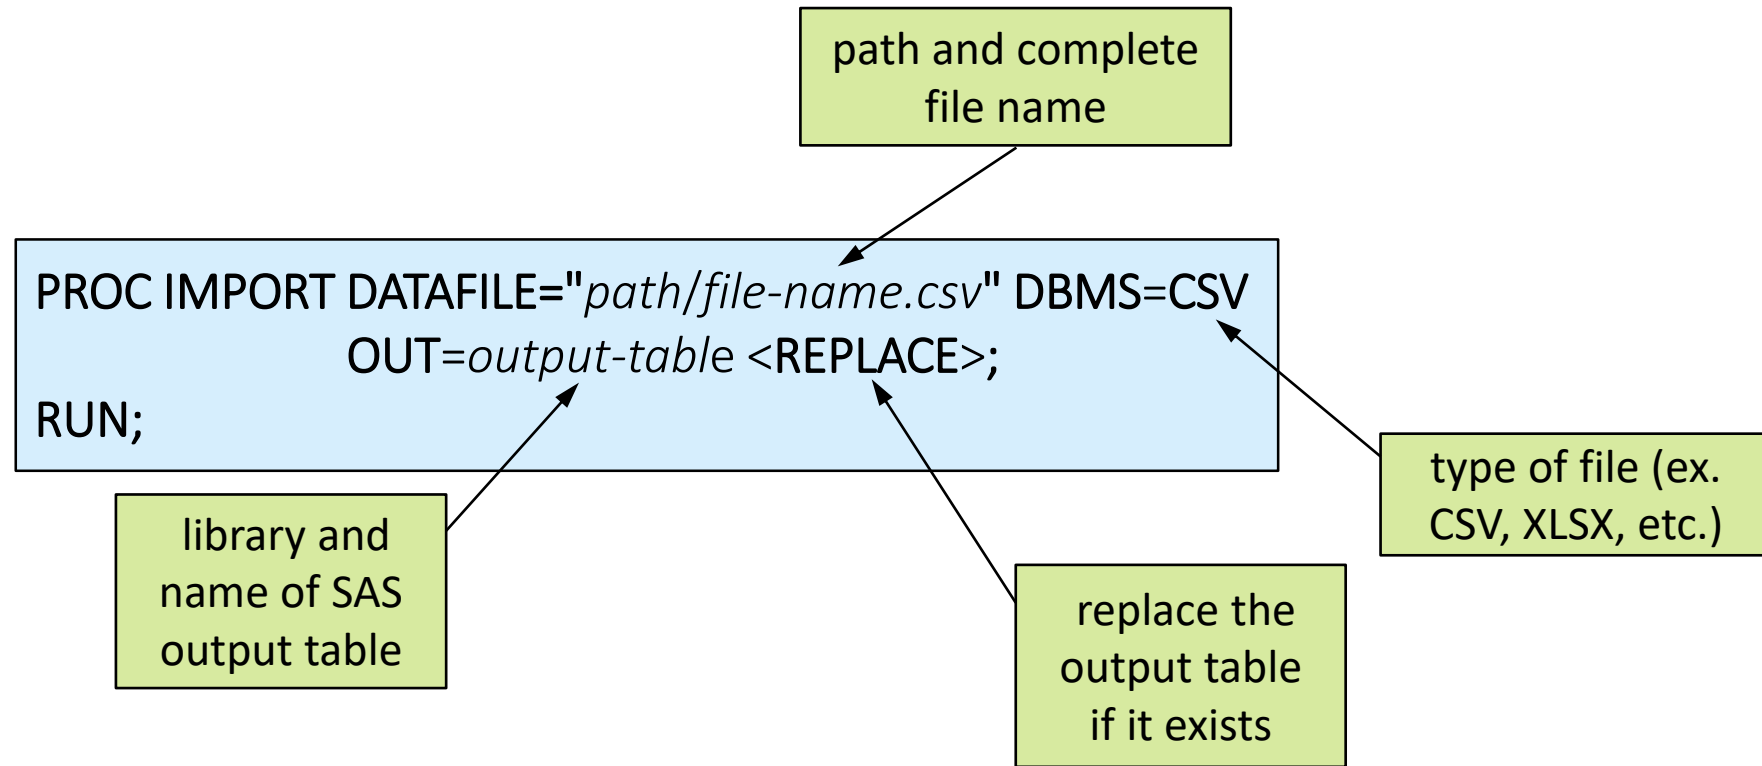 path and complete
file name
PROC IMPORT DATAFILE="path/file-name.csv" DBMS=CSV
OUT=output-table <REPLACE>;
RUN;
type of file (ex.
CSV, XLSX, etc.)
library and
name of SAS
output table
replace the
output table
if it exists